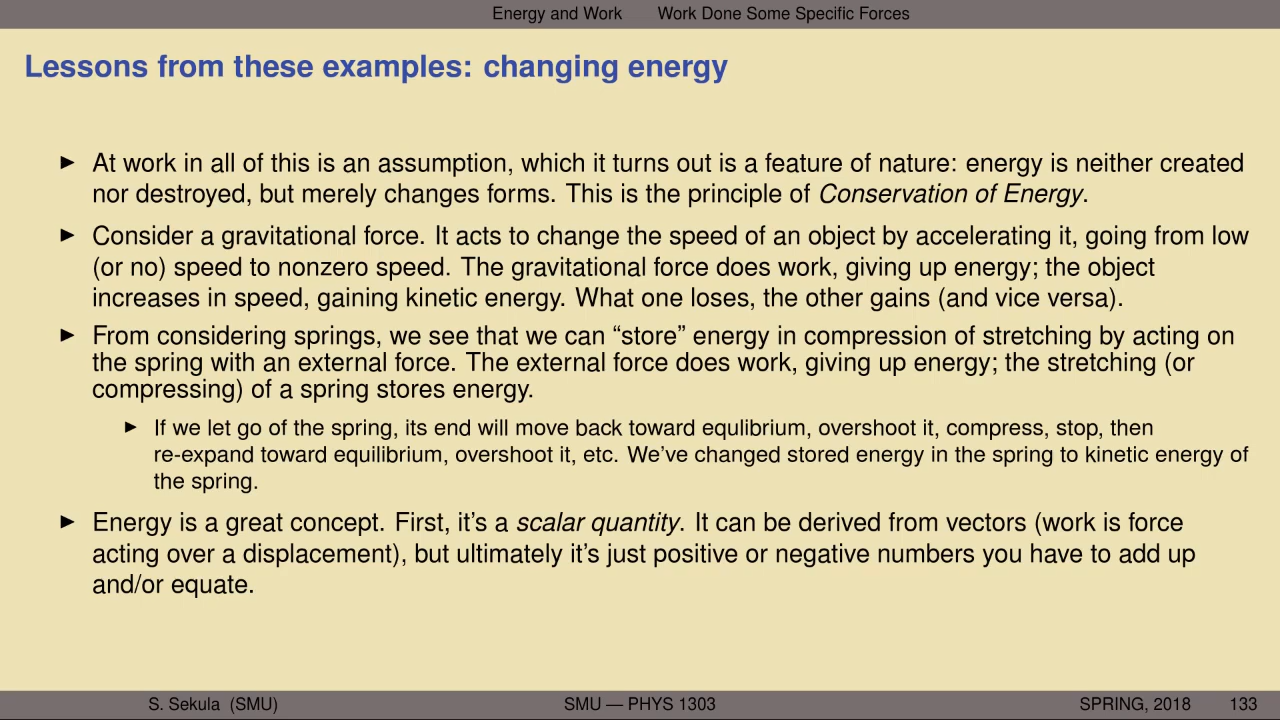 Energy and Work Work Done Some Specific Forces
Lessons from these examples: changing energy
▶ At work in all of this is an assumption, which it turns out is a feature of nature: energy is neither created
nor destroyed, but merely changes forms. This is the principle of Conservation of Energy.
▶ Consider a gravitational force. It acts to change the speed of an object by accelerating it, going from low
(or no) speed to nonzero speed. The gravitational force does work, giving up energy; the object
increases in speed, gaining kinetic energy. What one loses, the other gains (and vice versa).
▶ From considering springs, we see that we can “store” energy in compression of stretching by acting on
the spring with an external force. The external force does work, giving up energy; the stretching (or
compressing) of a spring stores energy.
▶ If we let go of the spring, its end will move back toward equlibrium, overshoot it, compress, stop, then
re-expand toward equilibrium, overshoot it, etc. We’ve changed stored energy in the spring to kinetic energy of
the spring.
▶ Energy is a great concept. First, it’s a scalar quantity. It can be derived from vectors (work is force
acting over a displacement), but ultimately it’s just positive or negative numbers you have to add up
and/or equate.
S. Sekula (SMU) SMU — PHYS 1303 SPRING, 2018 133